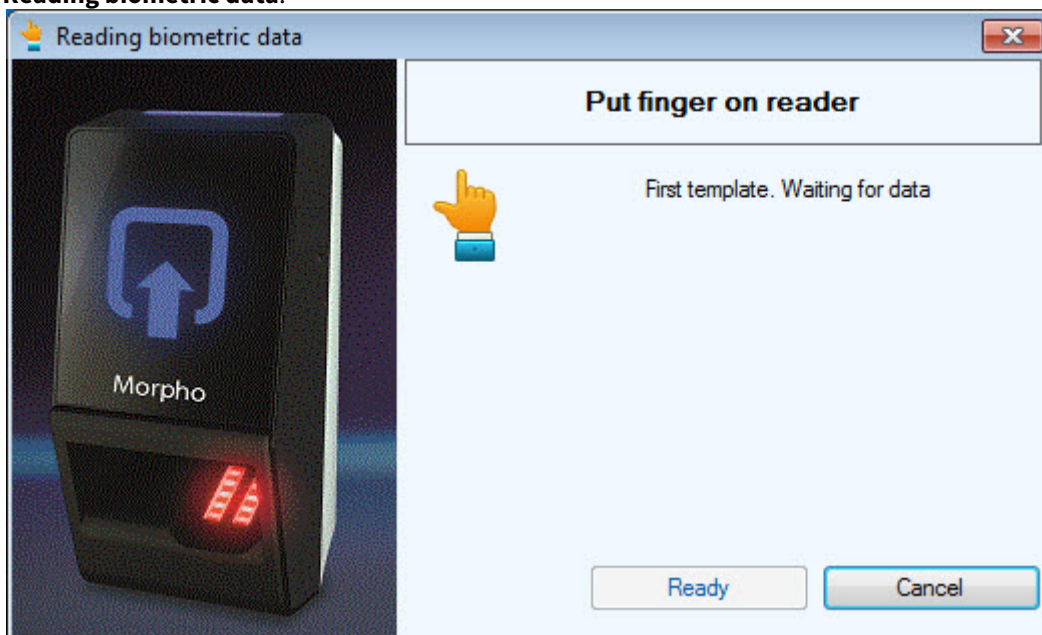 Reading biometric data.
Reading biometric data
Put finger on reader
First template. Waiting for data
Morpho
Ready
Cancel